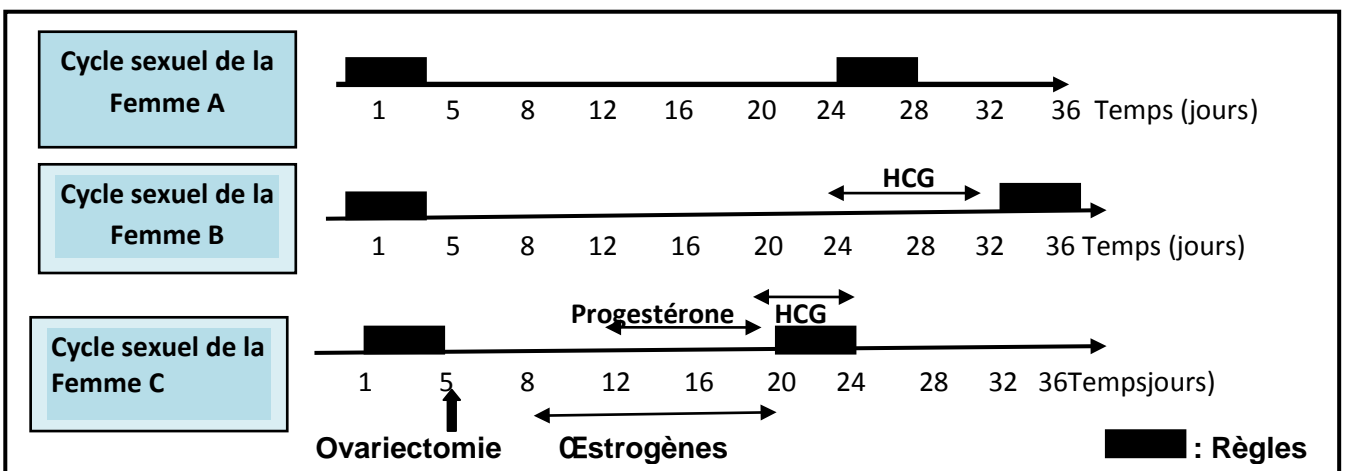 Cycle sexuel de la
Femme A
1 5 8 12 16 20 24 28 32 36 Temps (jours)
Cycle sexuel de la
Femme B
HCG
1 5 8 12 16 20 24 28 32 36 Temps (jours)
Cycle sexuel de la
Femme C
Progestérone HCG
1 5 8 12 16 20 24 28 32 36Tempsjours)
Ovariectomie Œstrogènes : Règles